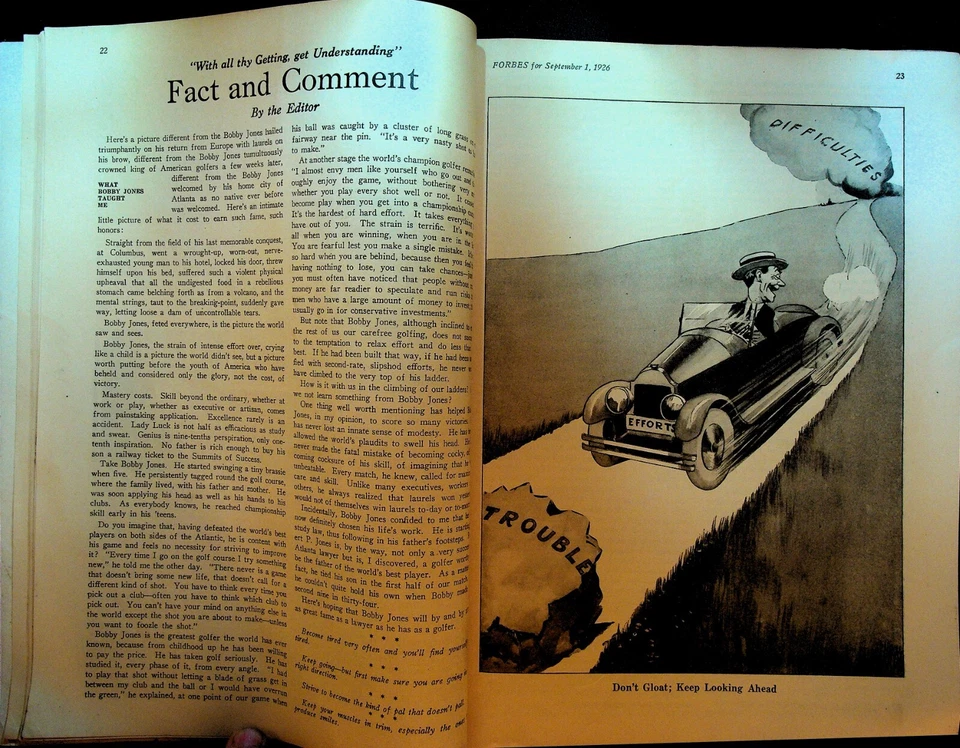 22
"With all thy Getting, get Understanding"
Fact and Comment
By the Editor
Here's a picture different from the Bobby Jones hailed
triumphantly on his return from Europe with laurels on
his brow, different from the Bobby Jones tumultuously
crowned king of American golfers a few weeks later,
different from the Bobby Jones
WHAT
BOBBY JONES
TAUGHT
ME
welcomed by his home city of
Atlanta as no native ever before
was welcomed. Here's an intimate
little picture of what it cost to earn such fame, such
honors:
Straight from the field of his last memorable conquest,
at Columbus, went a wrought-up, worn-out, nerve-
exhausted young man to his hotel, locked his door, threw
himself upon his bed, suffered such a violent physical
upheaval that all the undigested food in a rebellious
stomach came belching forth as from a volcano, and the
mental strings, taut to the breaking-point, suddenly gave
way, letting loose a dam of uncontrollable tears.
Bobby Jones, feted everywhere, is the picture the world
saw and sees.
Bobby Jones, the strain of intense effort over, crying
like a child is a picture the world didn't see, but a picture
worth putting before the youth of America who have
beheld and considered only the glory, not the cost, of
victory.
Mastery costs. Skill beyond the ordinary, whether at
work or play, whether as executive or artisan, comes
from painstaking application. Excellence rarely is an
accident. Lady Luck is not half as efficacious as study
and sweat. Genius is nine-tenths perspiration, only one-
tenth inspiration. No father is rich enough to buy his
son a railway ticket to the Summits of Success.
Take Bobby Jones. He started swinging a tiny brassie
when five. He persistently tagged round the golf course,
where the family lived, with his father and mother. He
was soon applying his head as well as his hands to his
clubs. As everybody knows, he reached championship
skill early in his 'teens.
Do you imagine that, having defeated the world's best
players on both sides of the Atlantic, he is content with
his game and feels no necessity for striving to improve
it? "Every time I go on the golf course I try something
new," he told me the other day. "There never is a game
that doesn't bring some new life, that doesn't call for a
different kind of shot. You have to think every time you
pick out a club—often you have to think which club to
pick out. You can't have your mind on anything else in
the world except the shot you are about to make—unless
you want to foozle the shot."
Bobby Jones is the greatest golfer the world has ever
known, because from childhood up he has been willing
to pay the price. He has taken golf seriously. He has
studied it, every phase of it, from every angle. "I had
to play that shot without letting a blade of grass get in
between my club and the ball or I would have overrun
the green," he explained, at one point of our game when
his ball was caught by a cluster of long grass
fairway near the pin. "It's a very nasty shot
to make."
At another stage the world's champion golfer
"I almost envy men like yourself who go out
oughly enjoy the game, without bothering very
whether you play every shot well or not. It
become play when you get into a championship
It's the hardest of hard effort. It takes everything
have out of you. The strain is terrific. It's
all when you are winning, when you are in the
You are fearful lest you make a single mistake.
so hard when you are behind, because then you
having nothing to lose, you can take chances—
you must often have noticed that people without
money are far readier to speculate and run
men who have a large amount of money to invest
usually go in for conservative investments."
But note that Bobby Jones, although inclined
the rest of us our carefree golfing, does not
to the temptation to relax effort and do less
best. If he had been built that way, if he had been
fied with second-rate, slipshod efforts, he never
have climbed to the very top of his ladder.
How is it with us in the climbing of our ladders?
we not learn something from Bobby Jones?
One thing well worth mentioning has helped
Jones, in my opinion, to score so many victories.
has never lost an innate sense of modesty. He has
allowed the world's plaudits to swell his head.
never made the fatal mistake of becoming cocky,
coming cocksure of his skill, of imagining that
unbeatable. Every match, he knew, called for
care and skill. Unlike many executives, workers
others, he always realized that laurels won
would not of themselves win laurels to-day or
Incidentally, Bobby Jones confided to me that
now definitely chosen his life's work. He is
study law, thus following in his father's footsteps.
ert P. Jones is, by the way, not only a very
Atlanta lawyer but is, I discovered, a golfer
be the father of the world's best player. As a
fact, he tied his son in the first half of our match
he couldn't quite hold his own when Bobby made
second nine in thirty-four.
Here's hoping that Bobby Jones will by and
as great fame as a lawyer as he has as a golfer.
* * *
Become tired very often and you'll find
tired.
* * *
Keep going—but first make sure you are going
right direction.
* * *
Strive to become the kind of pal that doesn't pall.
* * *
Keep your muscles in trim, especially the ones
produce smiles.
FORBES for September 1, 1926
23
DIFFICULTIES
EFFORTS
TROUBLE
Don't Gloat; Keep Looking Ahead